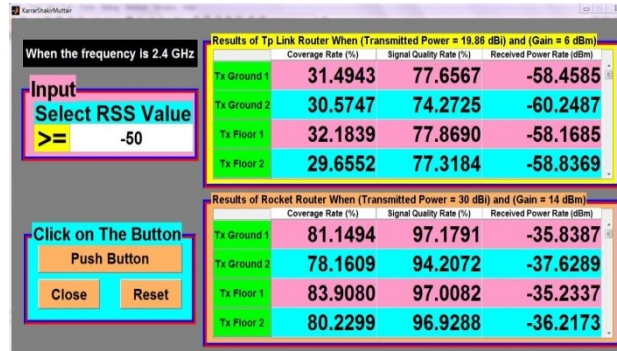 KarrarShakirMuttair
When the frequency is 2.4 GHz
Input
Select RSS Value
>= -50
Click on The Button
Push Button
Close Reset
Results of Tp Link Router When (Transmitted Power = 19.86 dBi) and (Gain = 6 dBm)
Coverage Rate (%) Signal Quality Rate (%) Received Power Rate (dBm)
Tx Ground 1 31.4943 77.6567 -58.4585
Tx Ground 2 30.5747 74.2725 -60.2487
Tx Floor 1 32.1839 77.8690 -58.1685
Tx Floor 2 29.6552 77.3184 -58.8369
Results of Rocket Router When (Transmitted Power = 30 dBi) and (Gain = 14 dBm)
Coverage Rate (%) Signal Quality Rate (%) Received Power Rate (dBm)
Tx Ground 1 81.1494 97.1791 -35.8387
Tx Ground 2 78.1609 94.2072 -37.6289
Tx Floor 1 83.9080 97.0082 -35.2337
Tx Floor 2 80.2299 96.9288 -36.2173